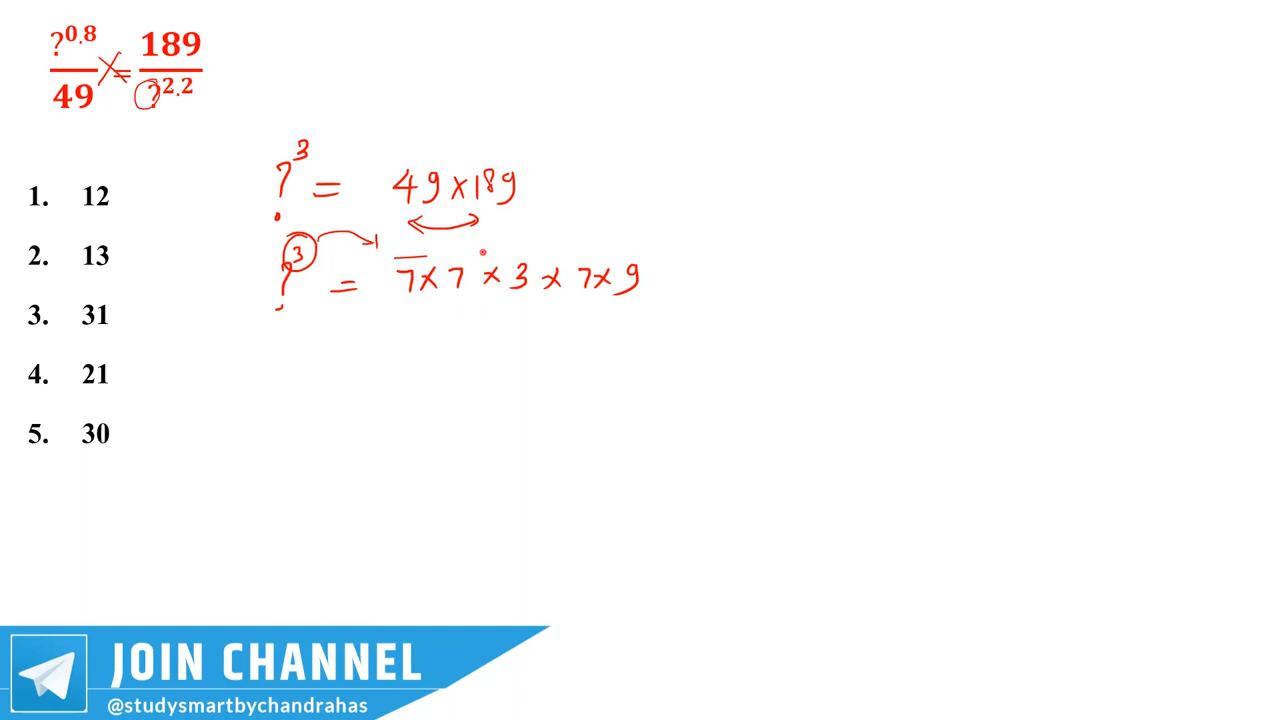 ?^0.8 / 49 = 189 / ?^2.2
?^3 = 49 × 189
?^3 = 7 × 7 × 3 × 7 × 9
1. 12
2. 13
3. 31
4. 21
5. 30
JOIN CHANNEL
@studysmartbychandrahas